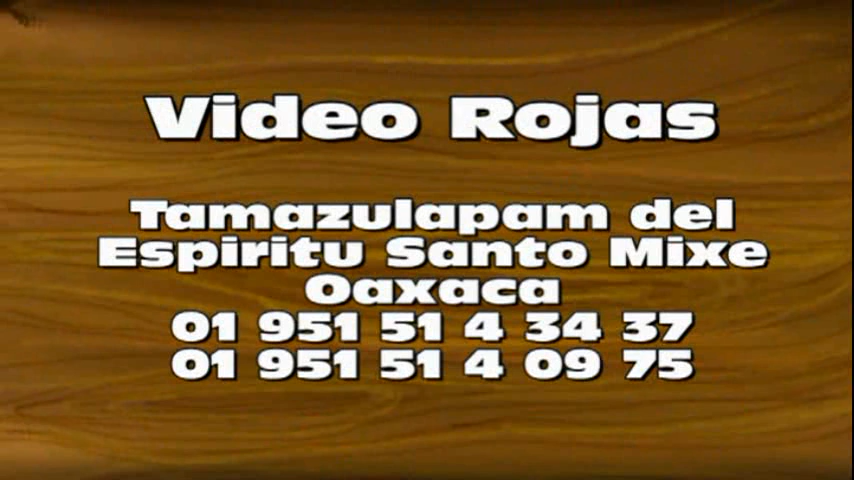 Video Rojas
Tamazulapam del
Espiritu Santo Mixe
Oaxaca
01 951 51 4 34 37
01 951 51 4 09 75